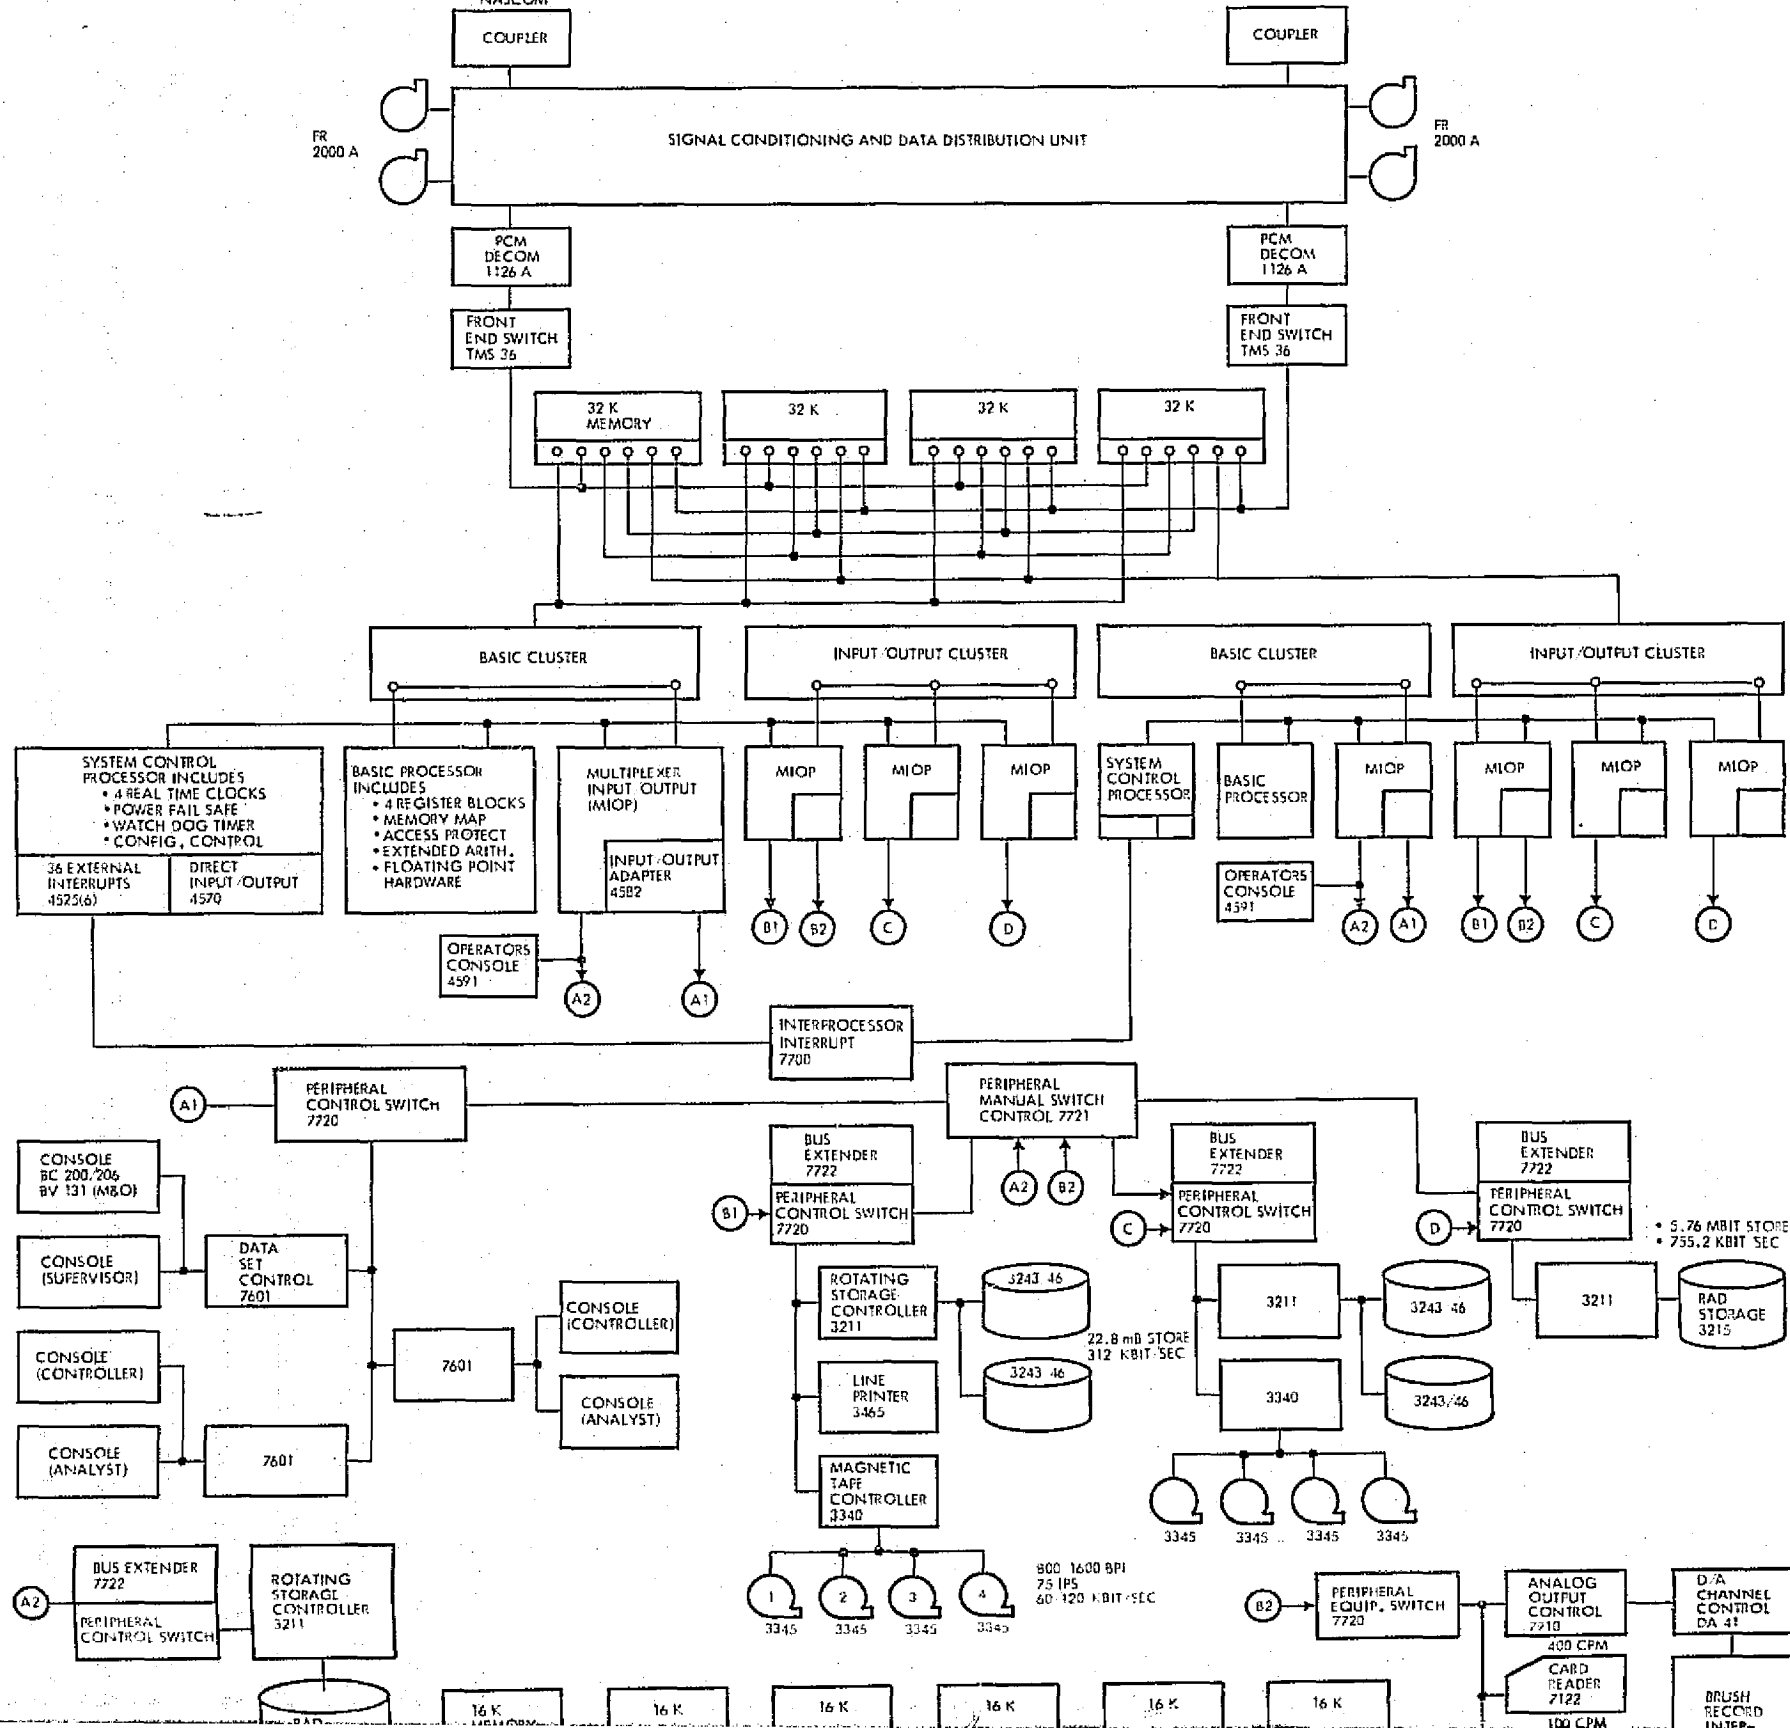 NASCOM
COUPLER
COUPLER
FR
2000 A
SIGNAL CONDITIONING AND DATA DISTRIBUTION UNIT
FR
2000 A
PCM
DECOM
1126 A
PCM
DECOM
1126 A
FRONT
END SWITCH
TMS 36
FRONT
END SWITCH
TMS 36
32 K
MEMORY
32 K
32 K
32 K
BASIC CLUSTER
INPUT/OUTPUT CLUSTER
BASIC CLUSTER
INPUT/OUTPUT CLUSTER
SYSTEM CONTROL
PROCESSOR INCLUDES
• 4 REAL TIME CLOCKS
• POWER FAIL SAFE
• WATCH DOG TIMER
• CONFIG. CONTROL
36 EXTERNAL
INTERRUPTS
4525(6)
DIRECT
INPUT/OUTPUT
4570
BASIC PROCESSOR
INCLUDES
• 4 REGISTER BLOCKS
• MEMORY MAP
• ACCESS PROTECT
• EXTENDED ARITH.
• FLOATING POINT
HARDWARE
MULTIPLEXER
INPUT/OUTPUT
(MIOP)
INPUT/OUTPUT
ADAPTER
4582
MIOP
MIOP
MIOP
SYSTEM
CONTROL
PROCESSOR
BASIC
PROCESSOR
MIOP
MIOP
MIOP
MIOP
OPERATORS
CONSOLE
4591
B1
B2
C
D
A2
A1
B1
B2
C
D
OPERATORS
CONSOLE
4591
A2
A1
INTERPROCESSOR
INTERRUPT
7700
A1
PERIPHERAL
CONTROL SWITCH
7720
PERIPHERAL
MANUAL SWITCH
CONTROL 7721
CONSOLE
BC 200/206
BV 131 (M&O)
BUS
EXTENDER
7722
BUS
EXTENDER
7722
BUS
EXTENDER
7722
A2
B2
B1
PERIPHERAL
CONTROL SWITCH
7720
C
PERIPHERAL
CONTROL SWITCH
7720
D
PERIPHERAL
CONTROL SWITCH
7720
• 5.76 MBIT STORE
• 755.2 KBIT SEC
CONSOLE
(SUPERVISOR)
DATA
SET
CONTROL
7601
CONSOLE
(CONTROLLER)
ROTATING
STORAGE
CONTROLLER
3211
3243 46
3211
3243 46
3211
RAD
STORAGE
3215
22.8 mB STORE
312 KBIT/SEC
CONSOLE
(CONTROLLER)
7601
CONSOLE
(ANALYST)
LINE
PRINTER
3465
3243 46
3340
3243/46
CONSOLE
(ANALYST)
7601
MAGNETIC
TAPE
CONTROLLER
3340
3345
3345
3345
3345
BUS EXTENDER
7722
A2
PERIPHERAL
CONTROL SWITCH
ROTATING
STORAGE
CONTROLLER
3211
1
2
3
4
3345
3345
3345
3345
800 1600 BPI
75 IPS
60 120 KBIT/SEC
B2
PERIPHERAL
EQUIP. SWITCH
7720
ANALOG
OUTPUT
CONTROL
7910
D/A
CHANNEL
CONTROL
DA 41
400 CPM
CARD
READER
7122
100 CPM
BRUSH
RECORD
INTER-
RAD
16 K
MEMORY
16 K
16 K
16 K
16 K
16 K